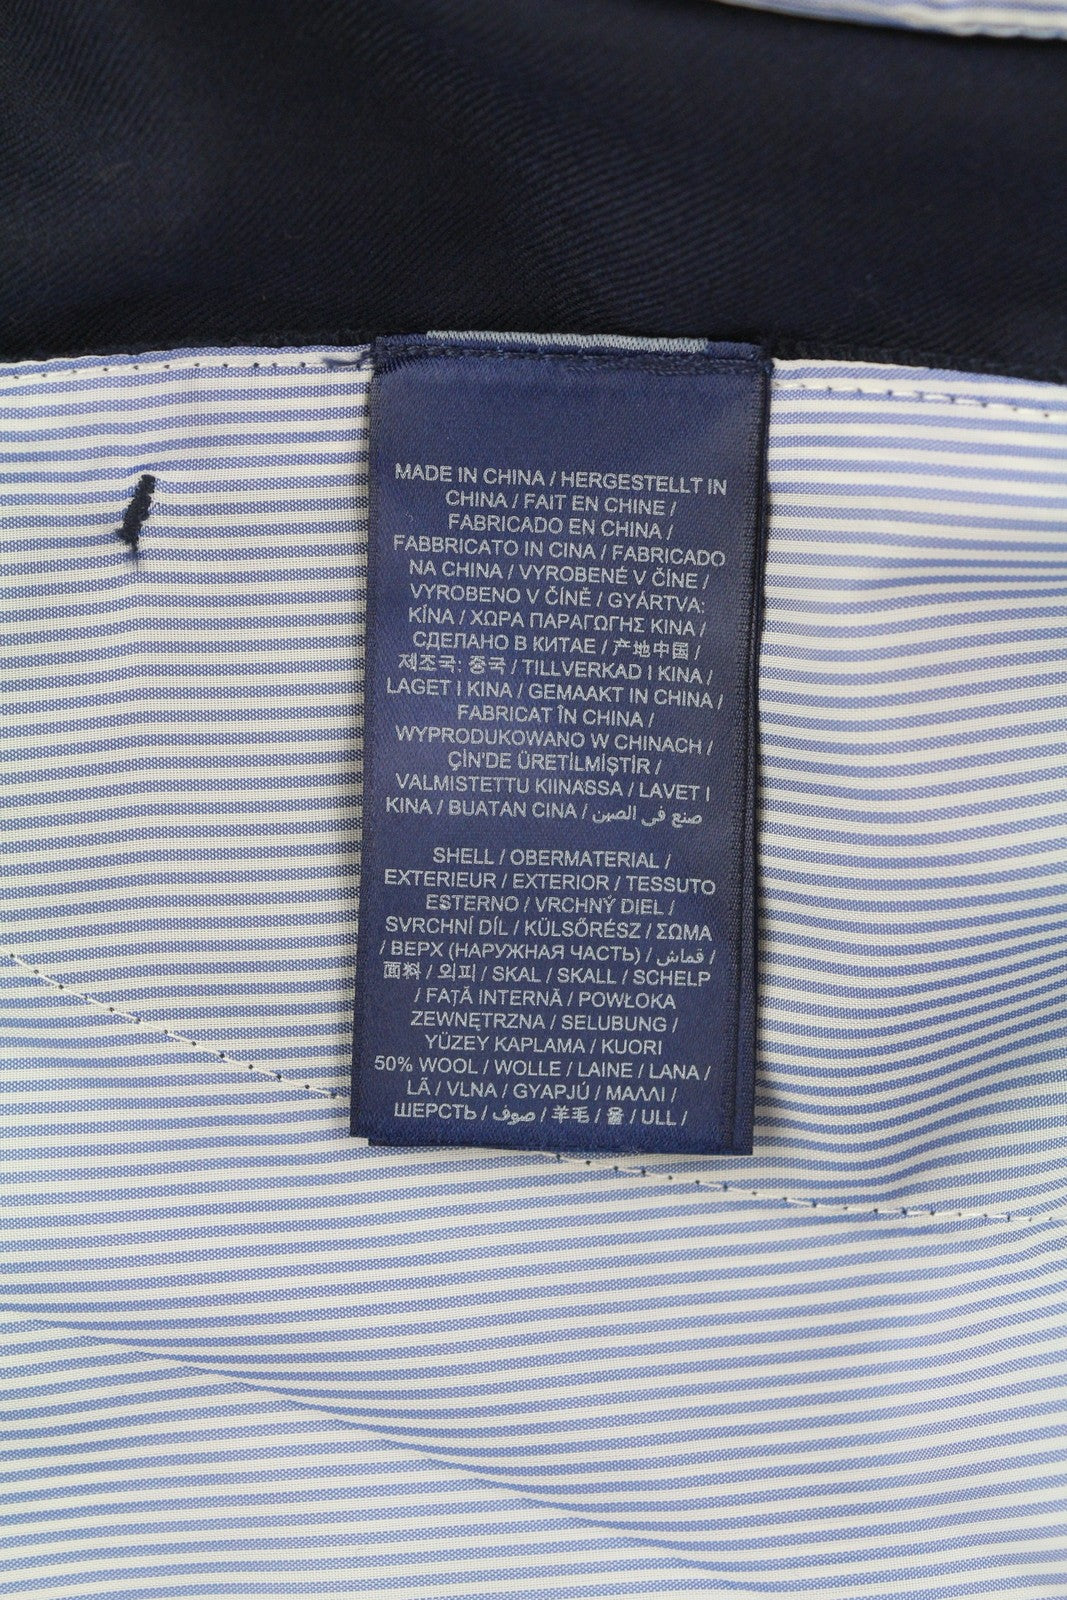 MADE IN CHINA / HERGESTELLT IN
CHINA / FAIT EN CHINE /
FABRICADO EN CHINA /
FABBRICATO IN CINA / FABRICADO
NA CHINA / VYROBENÉ V ČÍNE /
VYROBENO V ČÍNĚ / GYÁRTVA:
KÍNA / ΧΩΡΑ ΠΑΡΑΓΩΓΗΣ ΚΙΝΑ /
СДЕЛАНО В КИТАЕ / 产地中国 /
제조국: 중국 / TILLVERKAD I KINA /
LAGET I KINA / GEMAAKT IN CHINA /
FABRICAT ÎN CHINA /
WYPRODUKOWANO W CHINACH /
ÇİN'DE ÜRETİLMİŞTİR /
VALMISTETTU KIINASSA / LAVET I
KINA / BUATAN CINA / صنع في الصين
SHELL / OBERMATERIAL /
EXTERIEUR / EXTERIOR / TESSUTO
ESTERNO / VRCHNÝ DIEL /
SVRCHNÍ DÍL / KÜLSŐRÉSZ / ΣΩΜΑ
/ ВЕРХ (НАРУЖНАЯ ЧАСТЬ) / قماش /
面料 / 외피 / SKAL / SKALL / SCHELP
/ FAȚĂ INTERNĂ / POWŁOKA
ZEWNĘTRZNA / SELUBUNG /
YÜZEY KAPLAMA / KUORI
50% WOOL / WOLLE / LAINE / LANA /
LÃ / VLNA / GYAPJÚ / ΜΑΛΛΙ /
ШЕРСТЬ / صوف / 羊毛 / 울 / ULL /